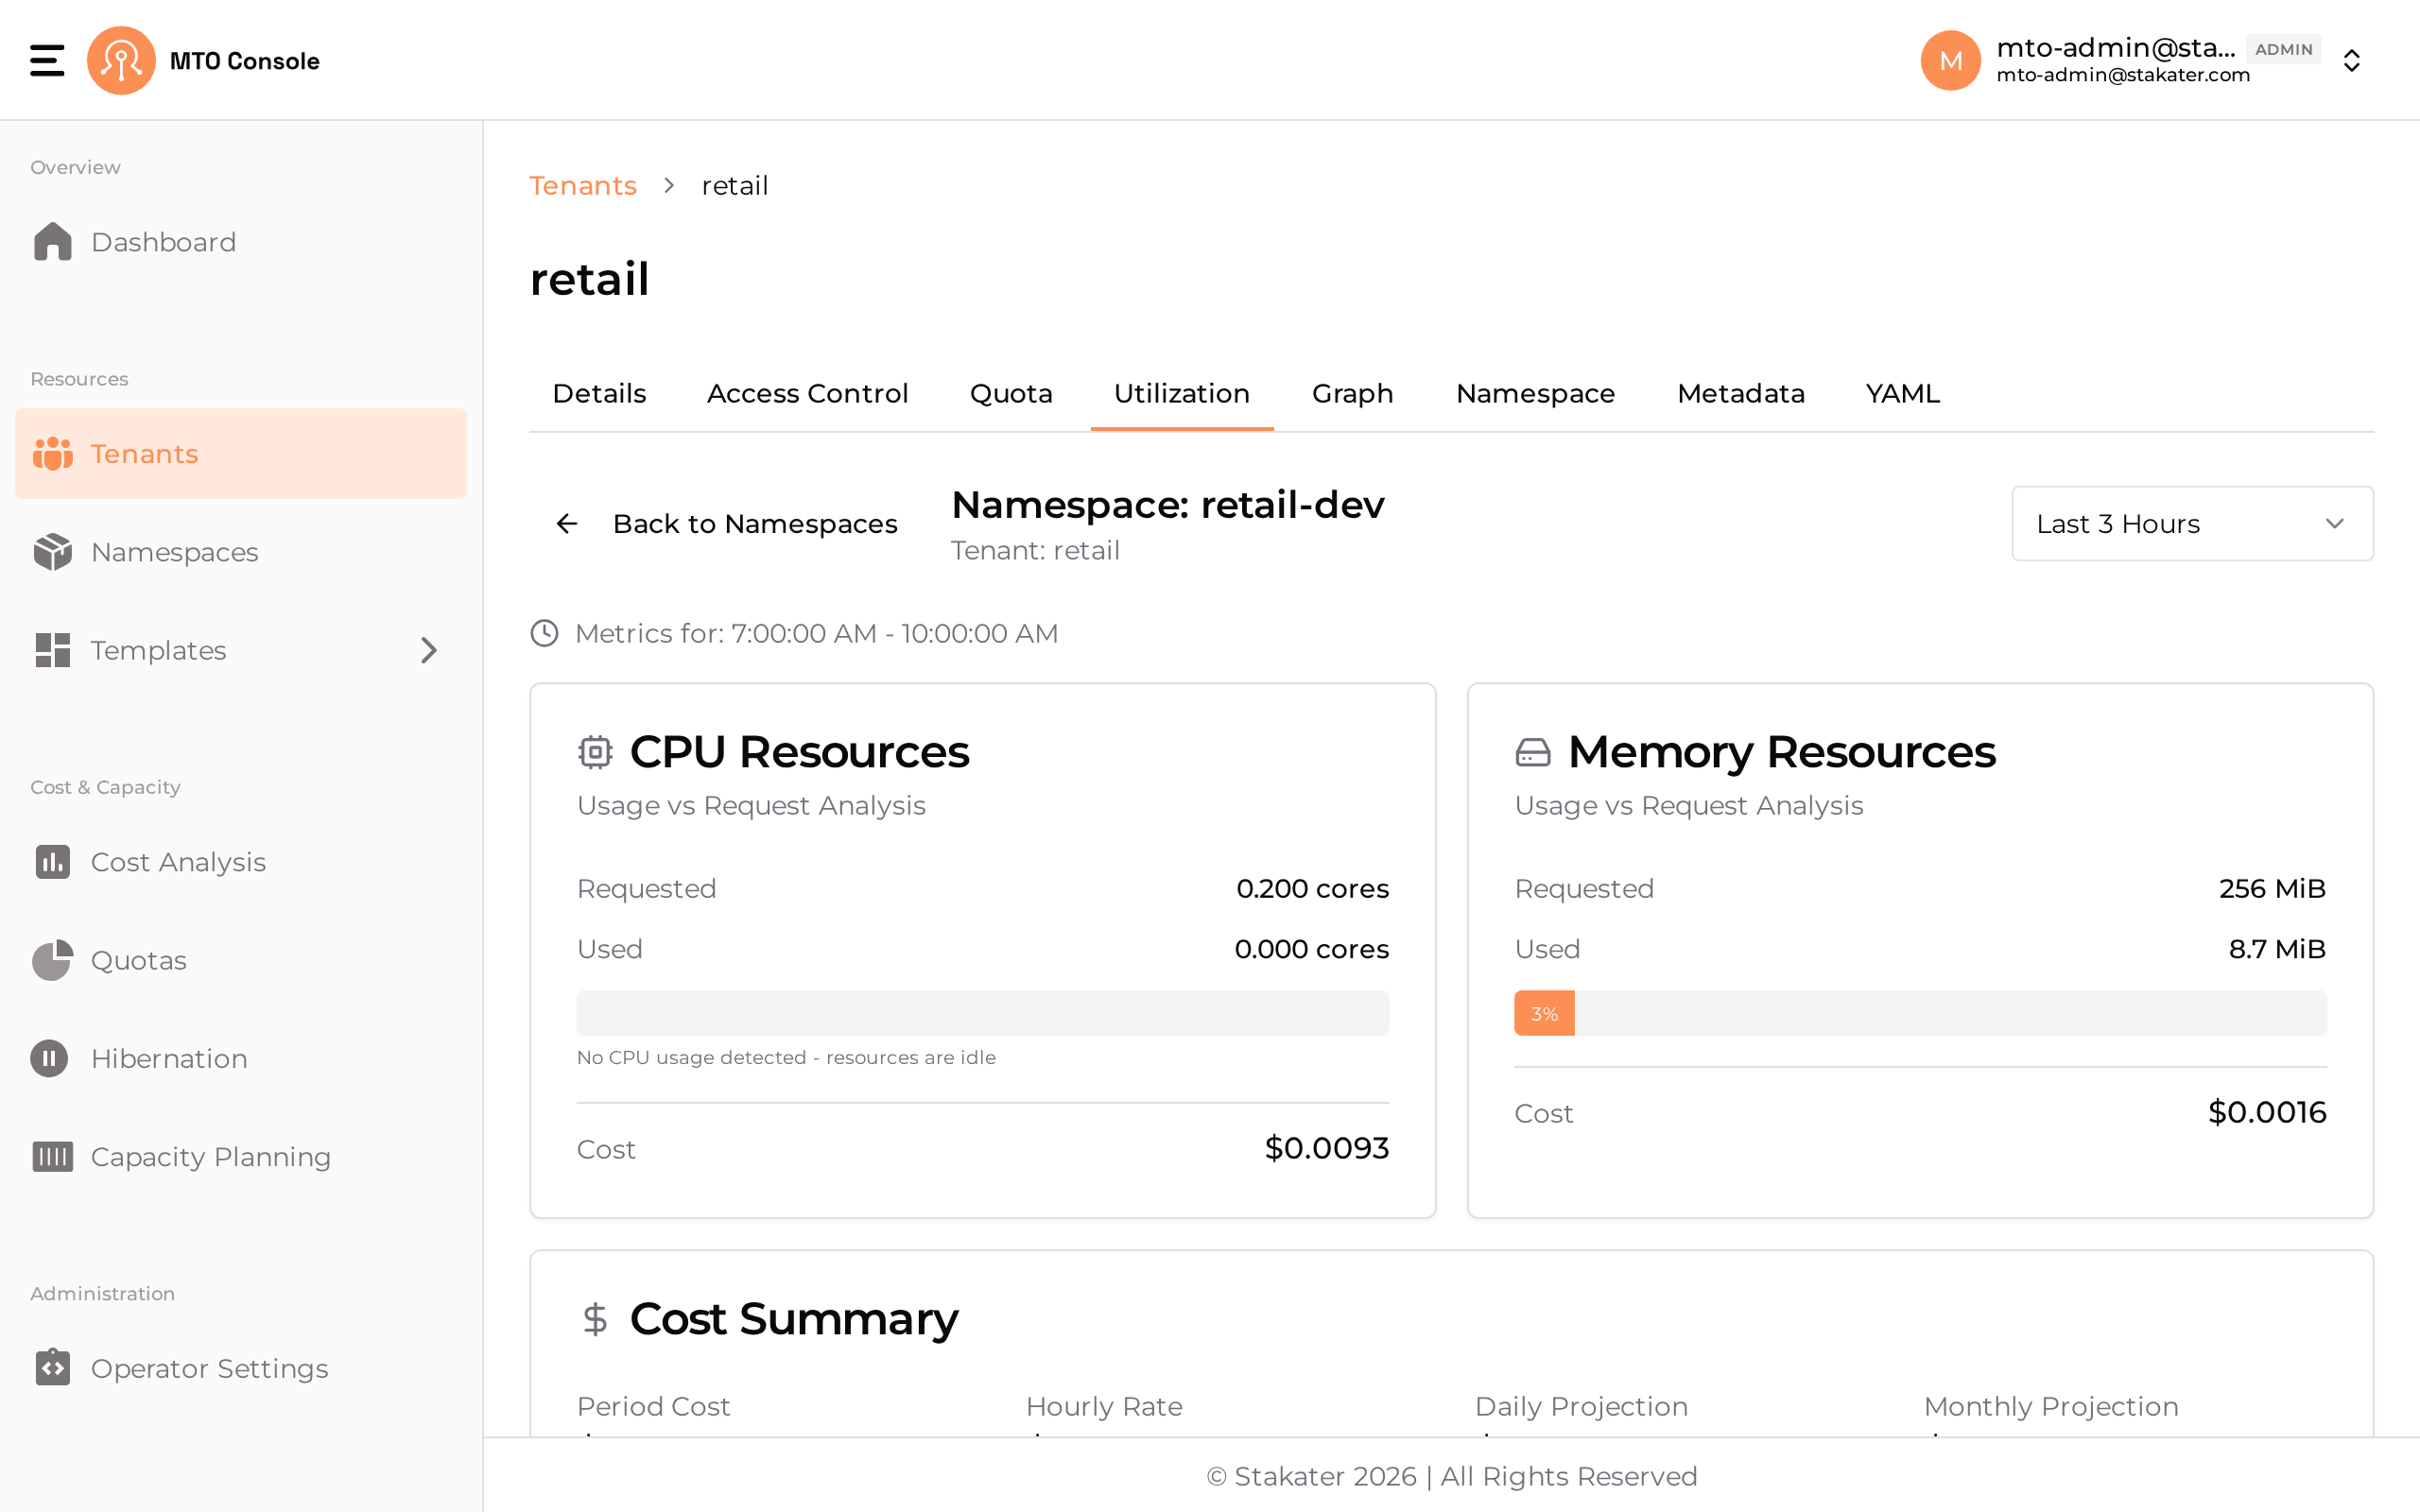 MTO Console
M
mto-admin@sta...
ADMIN
mto-admin@stakater.com
Overview
Dashboard
Resources
Tenants
Namespaces
Templates
Cost & Capacity
Cost Analysis
Quotas
Hibernation
Capacity Planning
Administration
Operator Settings
Tenants > retail
retail
Details Access Control Quota Utilization Graph Namespace Metadata YAML
Back to Namespaces
Namespace: retail-dev
Tenant: retail
Last 3 Hours
Metrics for: 7:00:00 AM - 10:00:00 AM
CPU Resources
Usage vs Request Analysis
Requested 0.200 cores
Used 0.000 cores
No CPU usage detected - resources are idle
Cost $0.0093
Memory Resources
Usage vs Request Analysis
Requested 256 MiB
Used 8.7 MiB
3%
Cost $0.0016
Cost Summary
Period Cost Hourly Rate Daily Projection Monthly Projection
© Stakater 2026 | All Rights Reserved